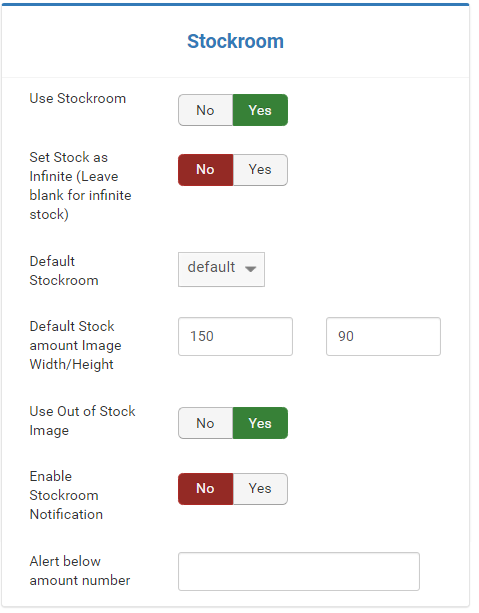 Stockroom
Use Stockroom
No Yes
Set Stock as
Infinite (Leave
blank for infinite
stock)
No Yes
Default
Stockroom
default
Default Stock
amount Image
Width/Height
150 90
Use Out of Stock
Image
No Yes
Enable
Stockroom
Notification
No Yes
Alert below
amount number